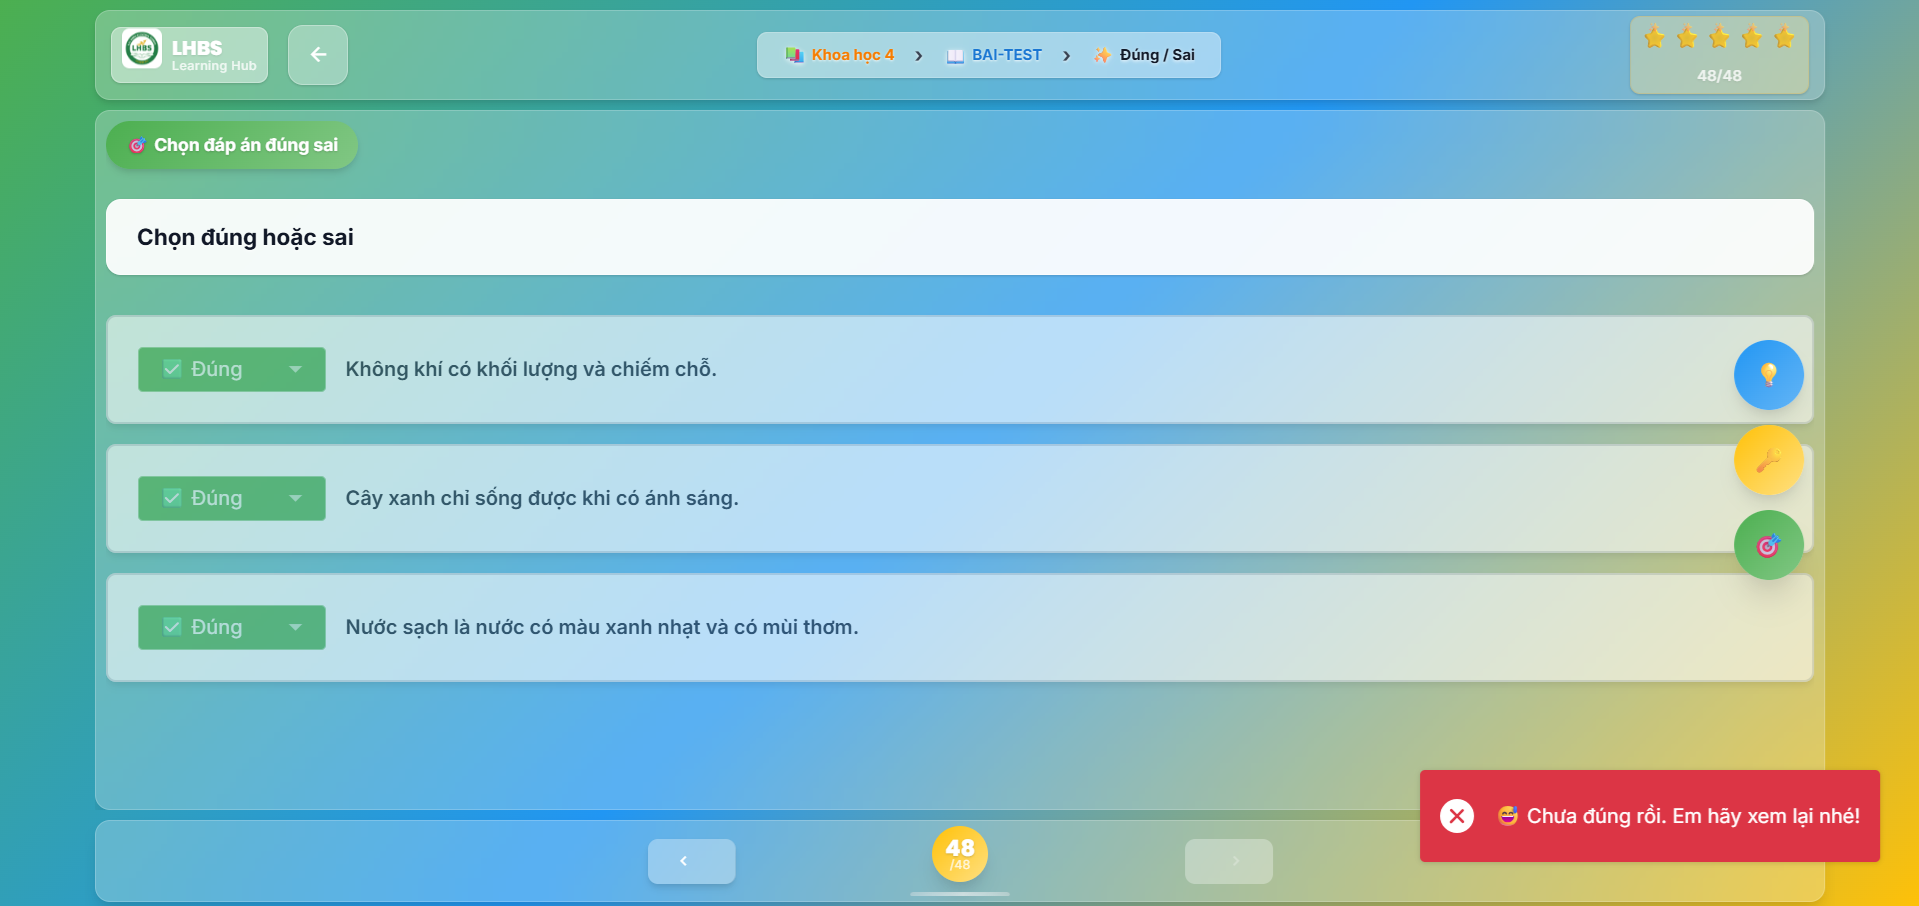 LHBS
LHBS
Learning Hub
Khoa học 4
BAI-TEST
Đúng / Sai
48/48
Chọn đáp án đúng sai
Chọn đúng hoặc sai
Đúng
Không khí có khối lượng và chiếm chỗ.
Đúng
Cây xanh chỉ sống được khi có ánh sáng.
Đúng
Nước sạch là nước có màu xanh nhạt và có mùi thơm.
Chưa đúng rồi. Em hãy xem lại nhé!
48
/48